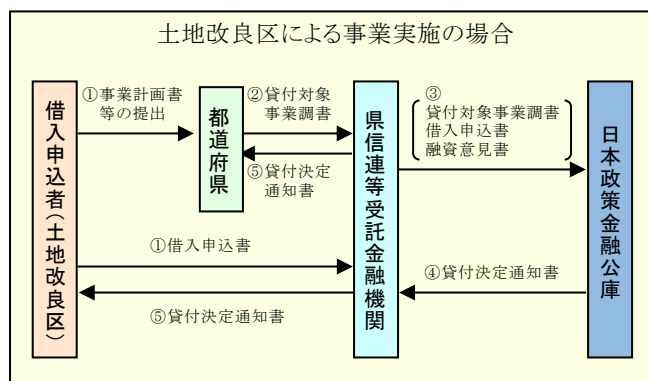 土地改良区による事業実施の場合
借入申込者(土地改良区)
①事業計画書
等の提出
都道府県
②貸付対象
事業調書
⑤貸付決定
通知書
県信連等受託金融機関
③
貸付対象事業調書
借入申込書
融資意見書
日本政策金融公庫
①借入申込書
④貸付決定通知書
⑤貸付決定通知書